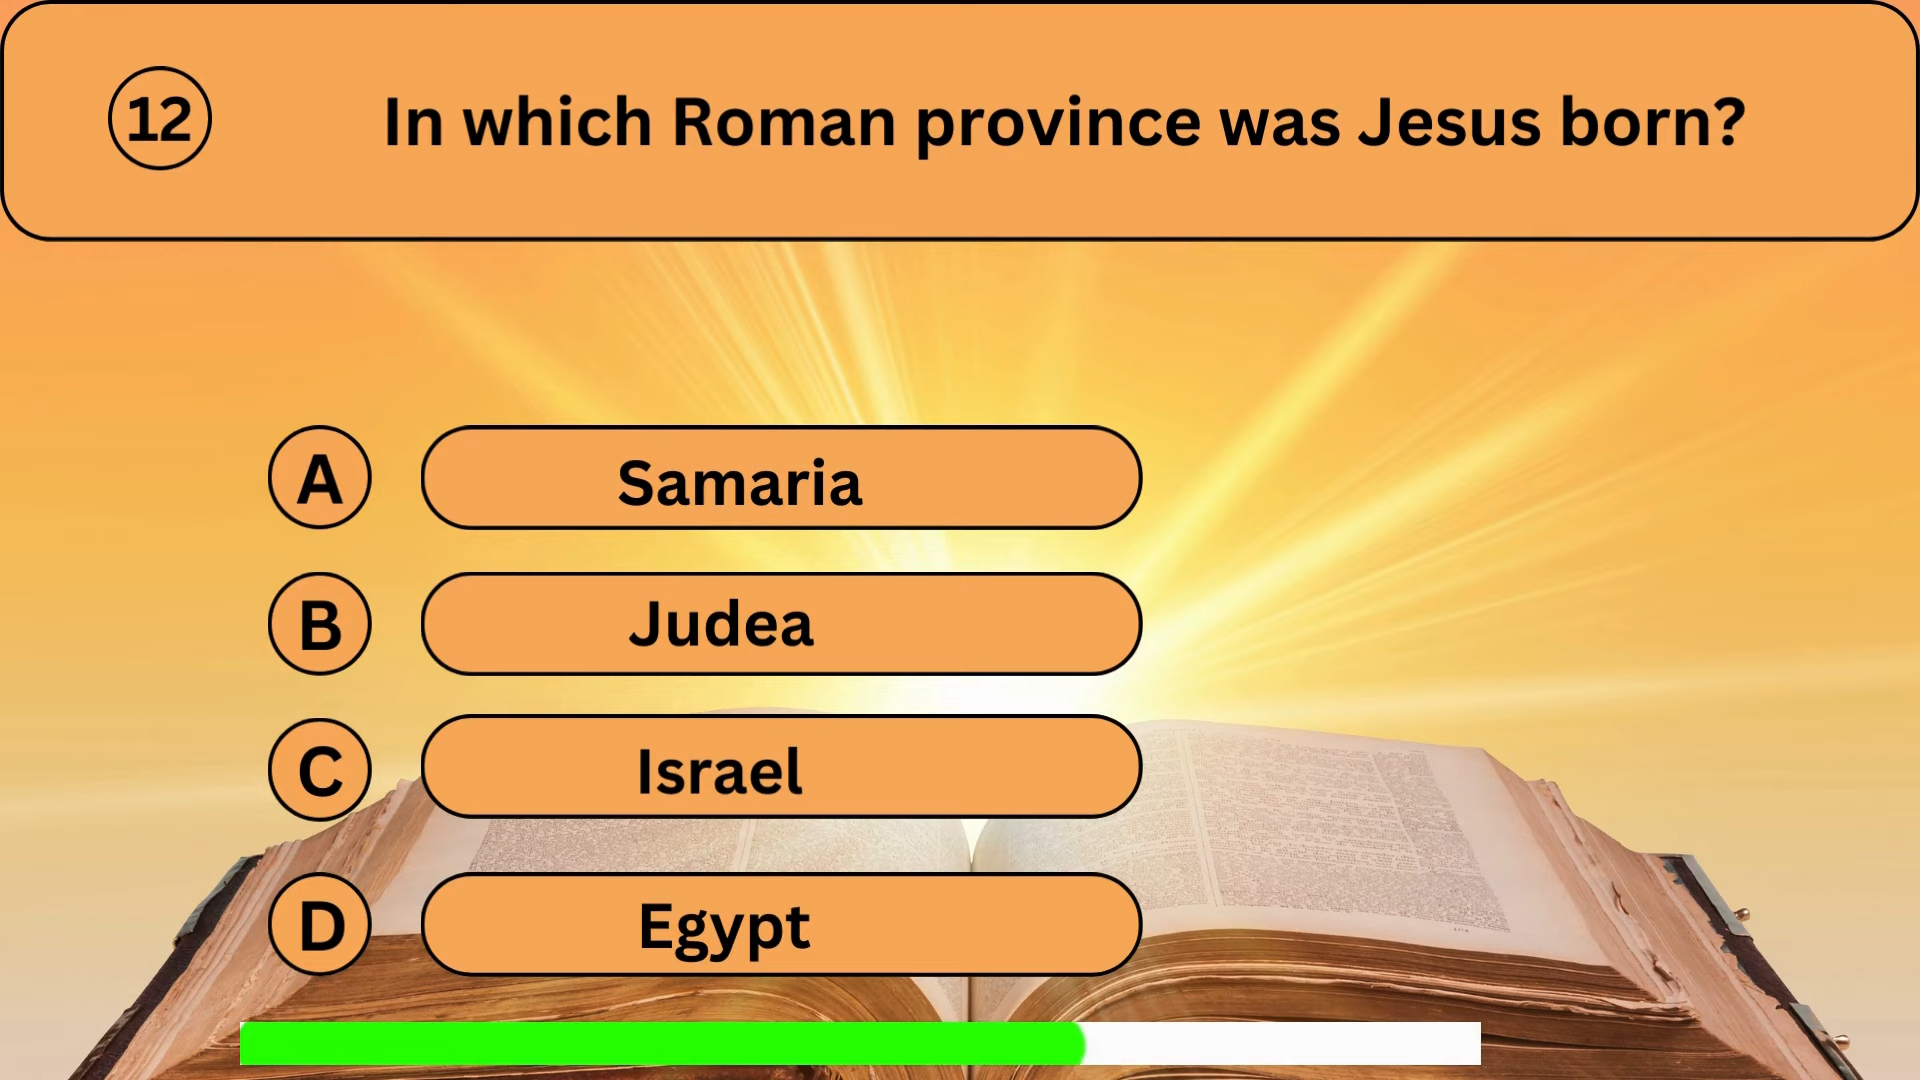 12
In which Roman province was Jesus born?
A
Samaria
B
Judea
C
Israel
D
Egypt